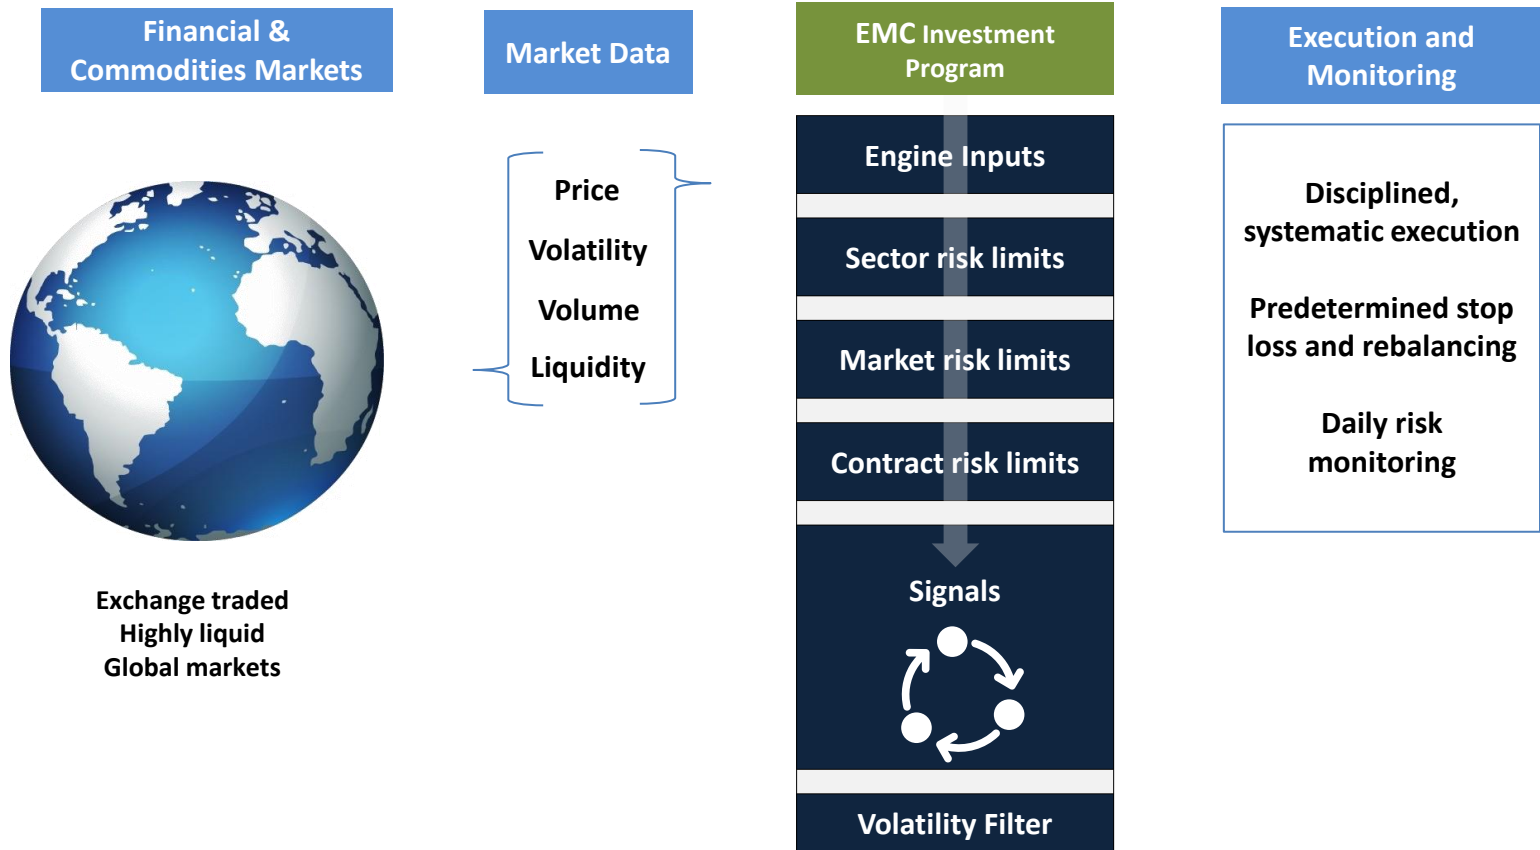 Financial &
Commodities Markets
Exchange traded
Highly liquid
Global markets
Market Data
Price
Volatility
Volume
Liquidity
EMC Investment
Program
Engine Inputs
Sector risk limits
Market risk limits
Contract risk limits
Signals
Volatility Filter
Execution and
Monitoring
Disciplined,
systematic execution
Predetermined stop
loss and rebalancing
Daily risk
monitoring